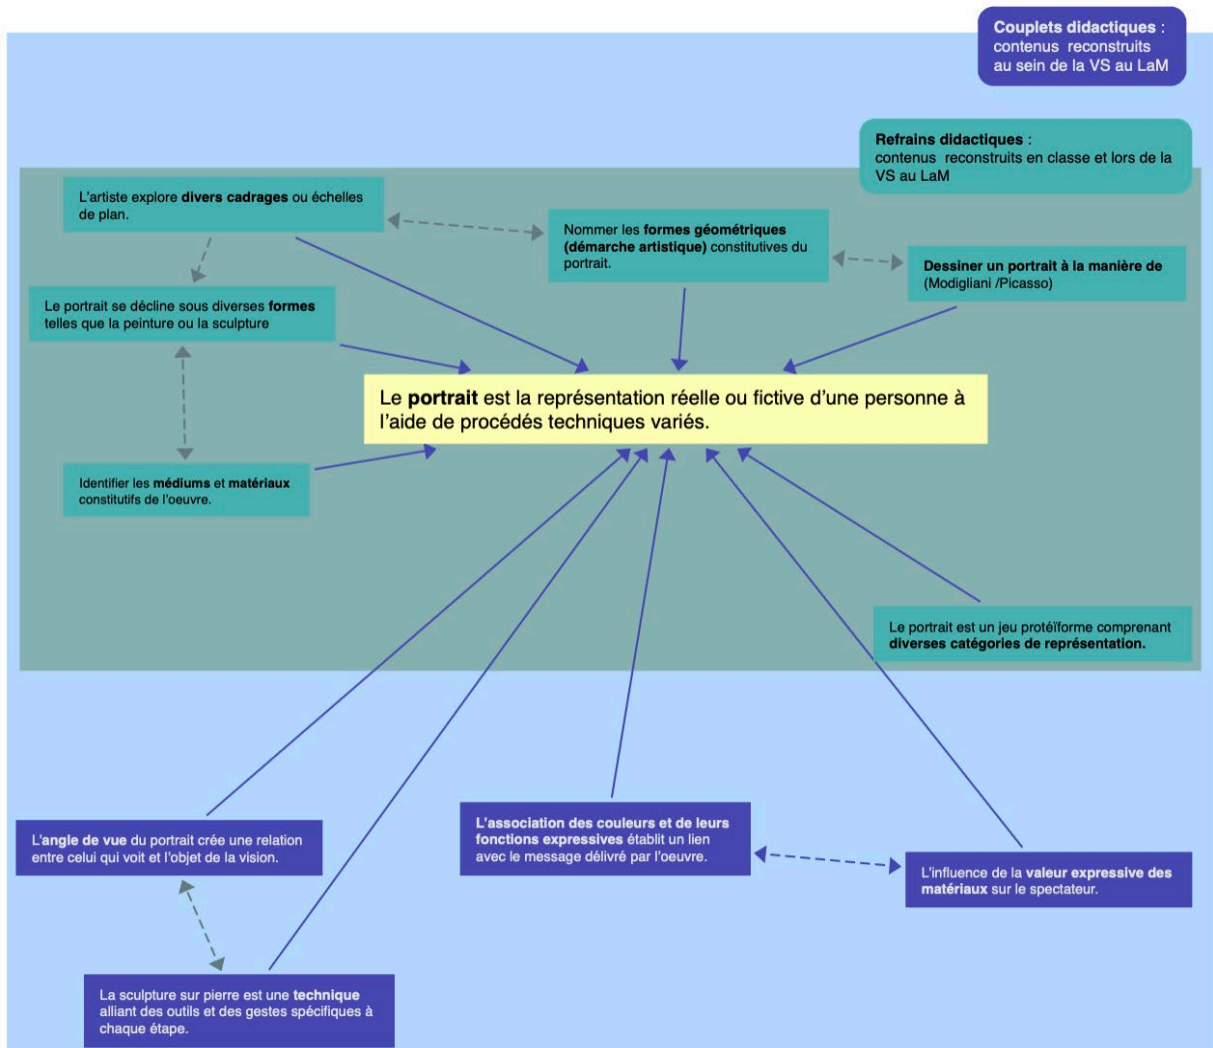 Couplets didactiques :
contenus reconstruits
au sein de la VS au LaM
Refrains didactiques :
contenus reconstruits en classe et lors de la
VS au LaM
L'artiste explore divers cadrages ou échelles
de plan.
Nommer les formes géométriques
(démarche artistique) constitutives du
portrait.
Dessiner un portrait à la manière de
(Modigliani /Picasso)
Le portrait se décline sous diverses formes
telles que la peinture ou la sculpture
Le portrait est la représentation réelle ou fictive d'une personne à
l'aide de procédés techniques variés.
Identifier les médiums et matériaux
constitutifs de l'oeuvre.
Le portrait est un jeu protéïforme comprenant
diverses catégories de représentation.
L'angle de vue du portrait crée une relation
entre celui qui voit et l'objet de la vision.
L'association des couleurs et de leurs
fonctions expressives établit un lien
avec le message délivré par l'oeuvre.
L'influence de la valeur expressive des
matériaux sur le spectateur.
La sculpture sur pierre est une technique
alliant des outils et des gestes spécifiques à
chaque étape.